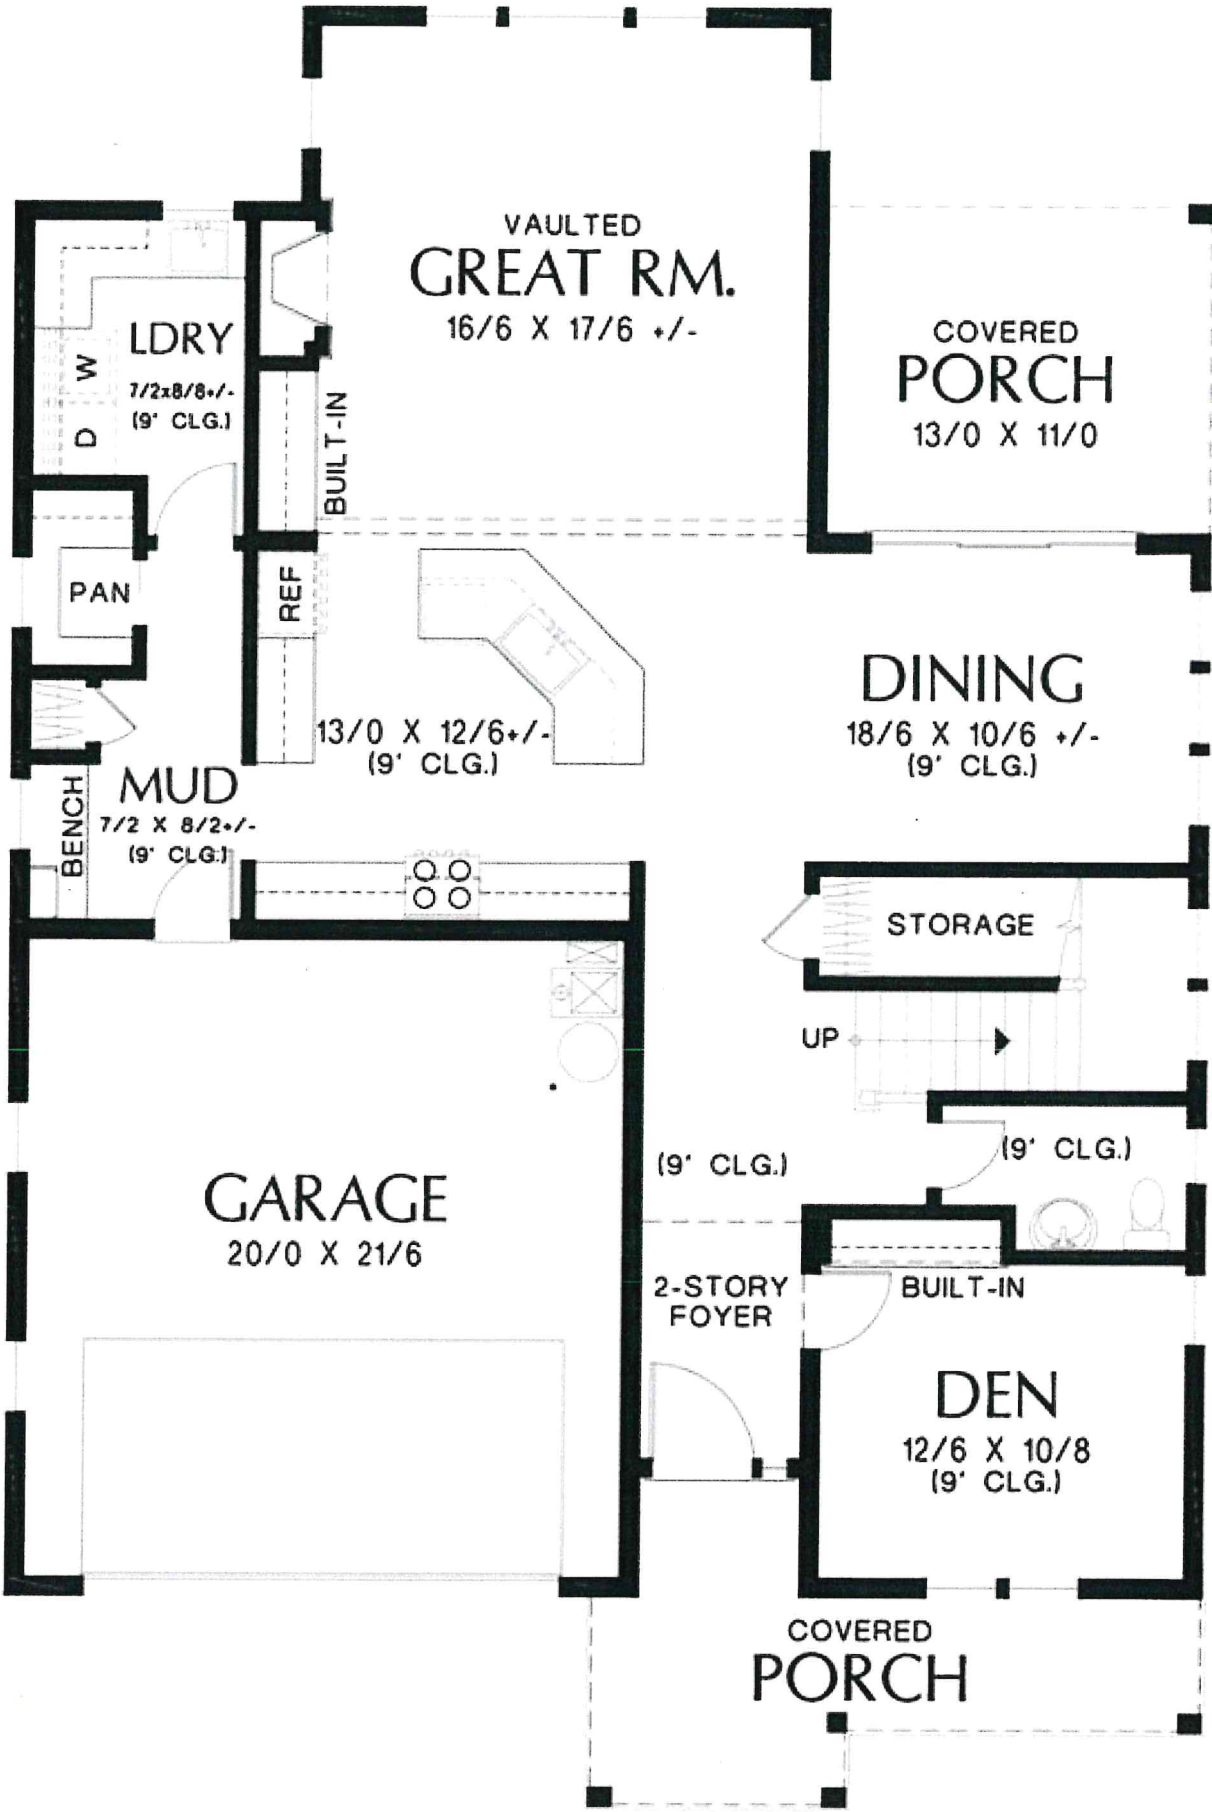 VAULTED
GREAT RM.
16/6 X 17/6 +/-
COVERED
PORCH
13/0 X 11/0
LDRY
7/2x8/8+/-
(9' CLG.)
W
D
BUILT-IN
PAN
REF
13/0 X 12/6+/-
(9' CLG.)
DINING
18/6 X 10/6 +/-
(9' CLG.)
MUD
7/2 X 8/2+/-
(9' CLG.)
BENCH
STORAGE
UP
(9' CLG.)
(9' CLG.)
GARAGE
20/0 X 21/6
2-STORY
FOYER
BUILT-IN
DEN
12/6 X 10/8
(9' CLG.)
COVERED
PORCH